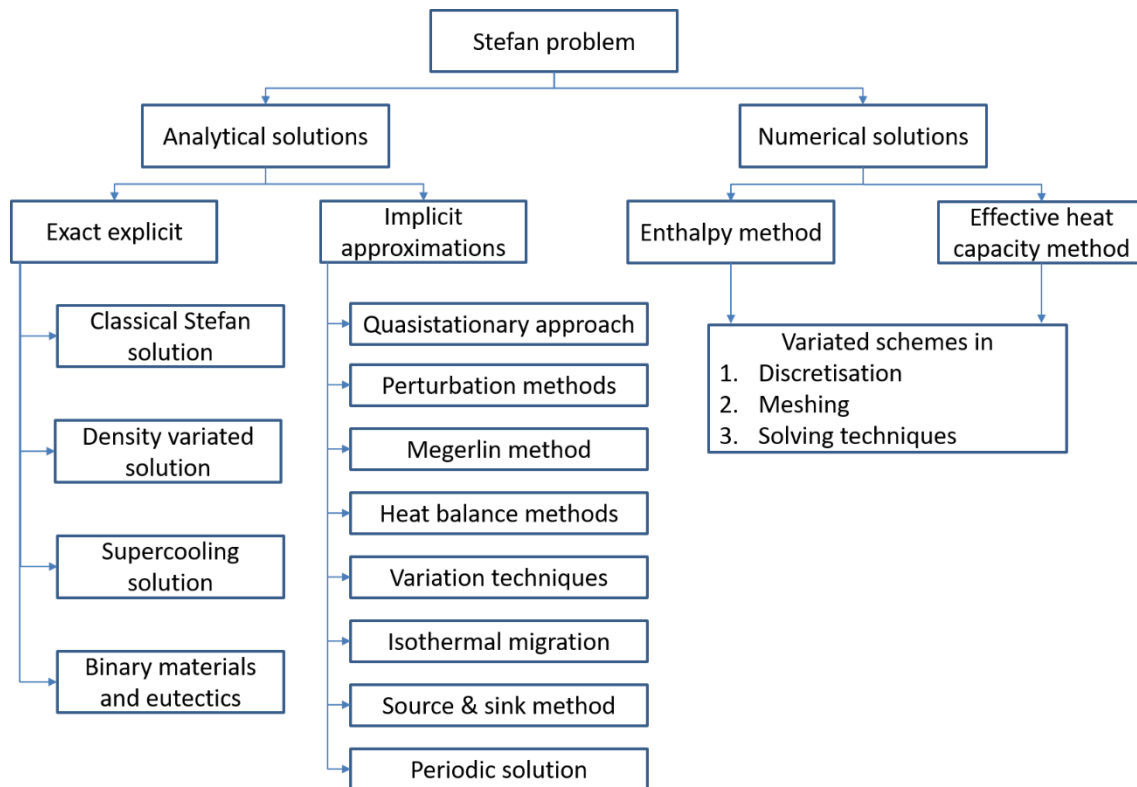 Stefan problem
Analytical solutions
Numerical solutions
Exact explicit
Implicit
approximations
Enthalpy method
Effective heat
capacity method
Classical Stefan
solution
Density variated
solution
Supercooling
solution
Binary materials
and eutectics
Quasistationary approach
Perturbation methods
Megerlin method
Heat balance methods
Variation techniques
Isothermal migration
Source & sink method
Periodic solution
Variated schemes in
1. Discretisation
2. Meshing
3. Solving techniques